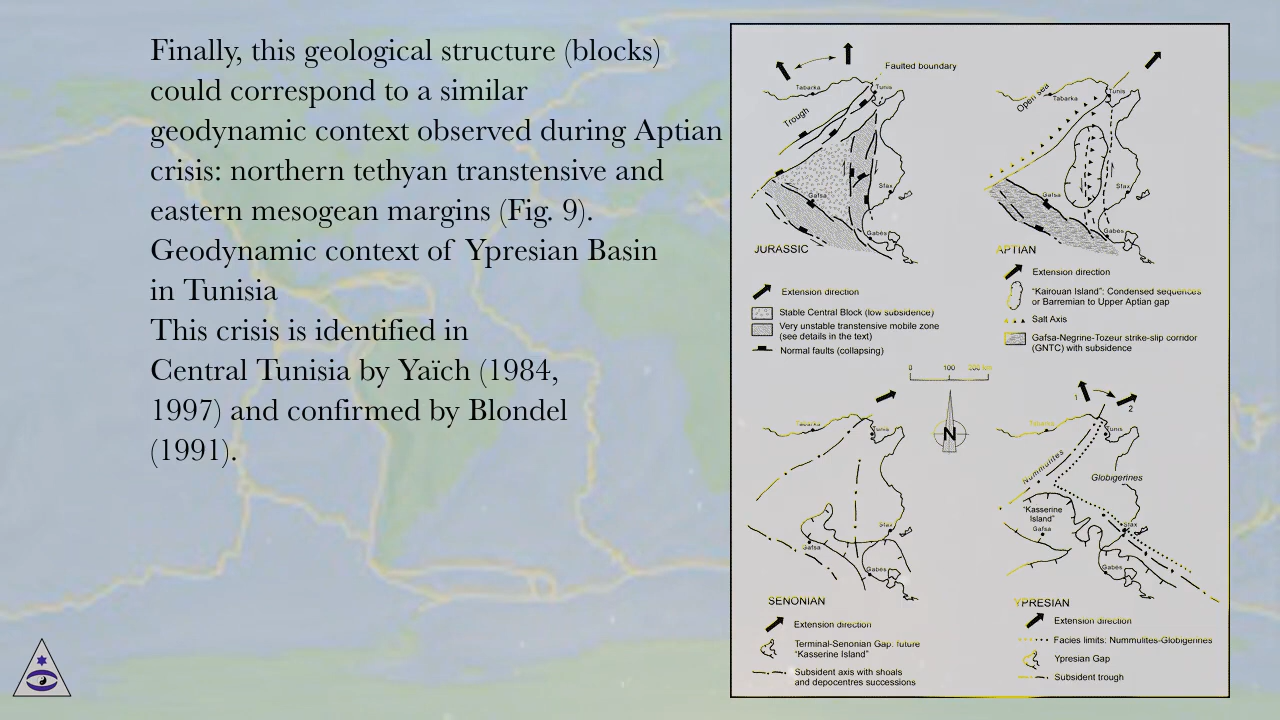 Finally, this geological structure (blocks)
could correspond to a similar
geodynamic context observed during Aptian
crisis: northern tethyan transtensive and
eastern mesogean margins (Fig. 9).
Geodynamic context of Ypresian Basin
in Tunisia
This crisis is identified in
Central Tunisia by Yaïch (1984,
1997) and confirmed by Blondel
(1991).
Faulted boundary
Tabarka
Tunis
Trough
Sfax
Gafsa
Gabès
JURASSIC
Extension direction
Stable Central Block (low subsidence)
Very unstable transtensive mobile zone
(see details in the text)
Normal faults (collapsing)
Open sea
Tabarka
Tunis
Sfax
Gafsa
Gabès
APTIAN
Extension direction
"Kairouan Island": Condensed sequences
or Barremian to Upper Aptian gap
Salt Axis
Gafsa-Negrine-Tozeur strike-slip corridor
(GNTC) with subsidence
0 100 200 km
N
Tabarka
Tunis
Sfax
Gafsa
Gabès
SENONIAN
Extension direction
Terminal-Senonian Gap: future
"Kasserine Island"
Subsident axis with shoals
and depocentres successions
1
2
Tabarka
Tunis
Nummulites
Globigerines
"Kasserine
Island"
Gafsa
Sfax
Gabès
YPRESIAN
Extension direction
Facies limits: Nummulites-Globigerines
Ypresian Gap
Subsident trough